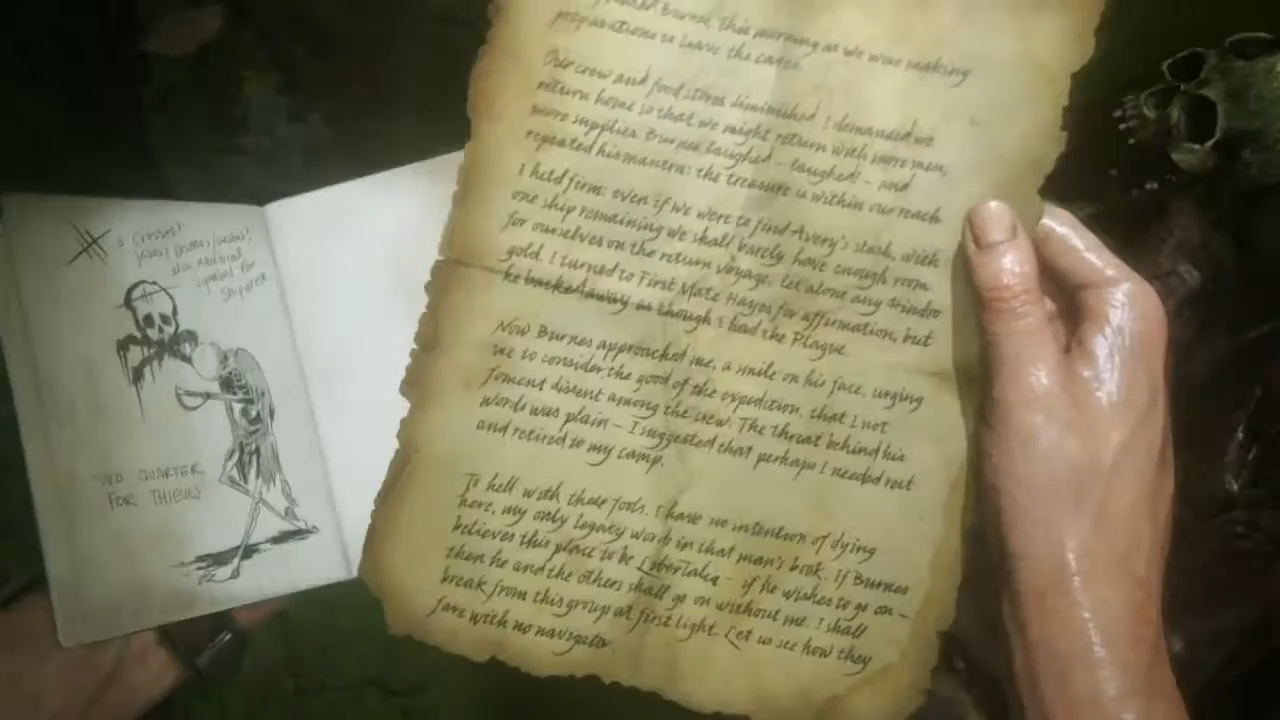 3 Crosses?
symbol for
"NO QUARTER
FOR THIEVES"
Burnes. This morning as we were making
preparations to leave the caves.
Our crew and food stores diminished, I demanded we
return home so that we might return with more men,
more supplies. Burnes laughed – laughed! – and
repeated his mantra: the treasure is within our reach
I held firm: even if we were to find Avery's stash, with
one ship remaining we shall barely have enough room
for ourselves on the return voyage, let alone any Hindoo
gold. I turned to First Mate Hayes for affirmation, but
he backed away as though I had the Plague.
Now Burnes approached me, a smile on his face, urging
me to consider the good of the expedition, that I not
foment dissent among the crew. The threat behind his
words was plain – I suggested that perhaps I needed rest
and retired to my camp.
To hell with these fools. I have no intention of dying
here, my only legacy words in that man's book. If Burnes
believes this place to be Libertalia – if he wishes to go on –
then he and the others shall go on without me. I shall
break from this group at first light. Let us see how they
fare with no navigator